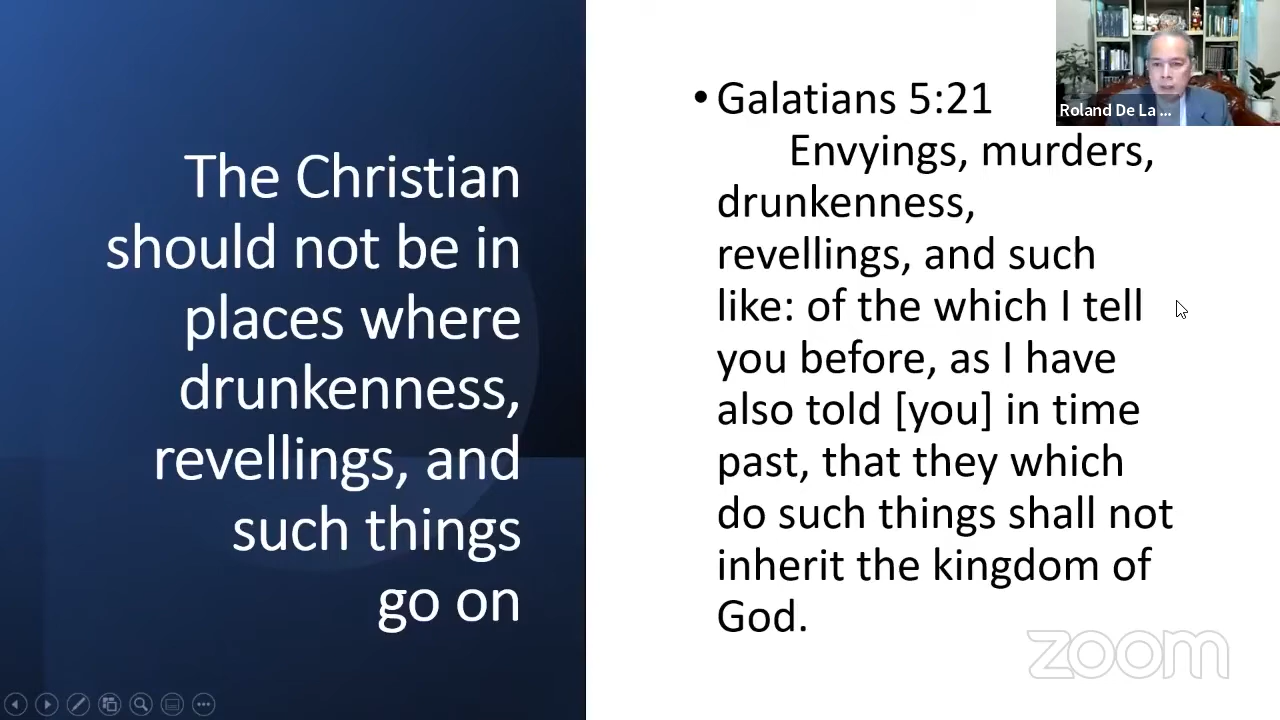 The Christian
should not be in
places where
drunkenness,
revellings, and
such things
go on
• Galatians 5:21
Envyings, murders,
drunkenness,
revellings, and such
like: of the which I tell
you before, as I have
also told [you] in time
past, that they which
do such things shall not
inherit the kingdom of
God.
Roland De La ...
zoom